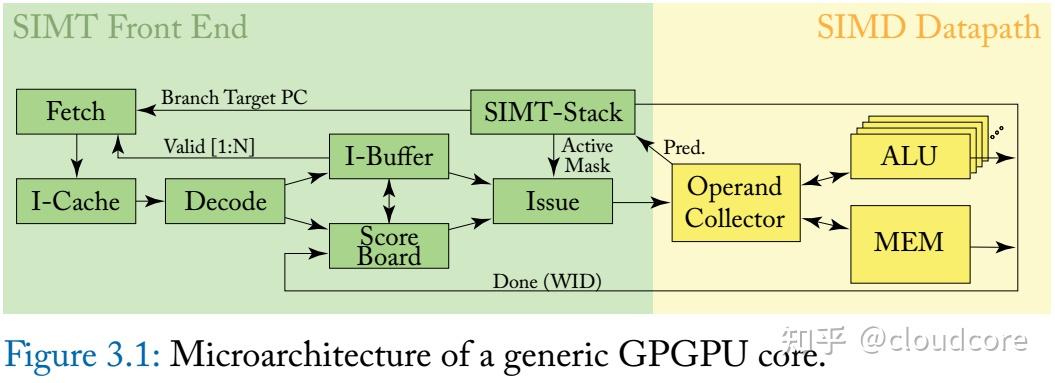 SIMT Front End
SIMD Datapath
Fetch
Branch Target PC
SIMT-Stack
Valid [1:N]
I-Buffer
Active
Mask
Pred.
ALU
I-Cache
Decode
Issue
Operand
Collector
Score
Board
MEM
Done (WID)
Figure 3.1: Microarchitecture of a generic GPGPU core.
知乎 @cloudcore